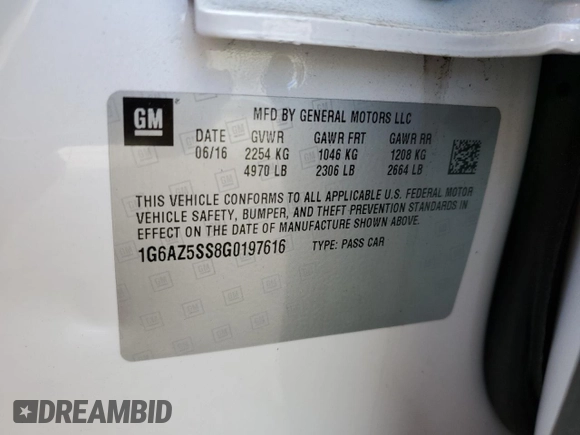 GM
MFD BY GENERAL MOTORS LLC
DATE GVWR GAWR FRT GAWR RR
06/16 2254 KG 1046 KG 1208 KG
4970 LB 2306 LB 2664 LB
THIS VEHICLE CONFORMS TO ALL APPLICABLE U.S. FEDERAL MOTOR
VEHICLE SAFETY, BUMPER, AND THEFT PREVENTION STANDARDS IN
EFFECT ON THE DATE OF MANUFACTURE SHOWN ABOVE.
1G6AZ5SS8G0197616 TYPE: PASS CAR
DREAMBID